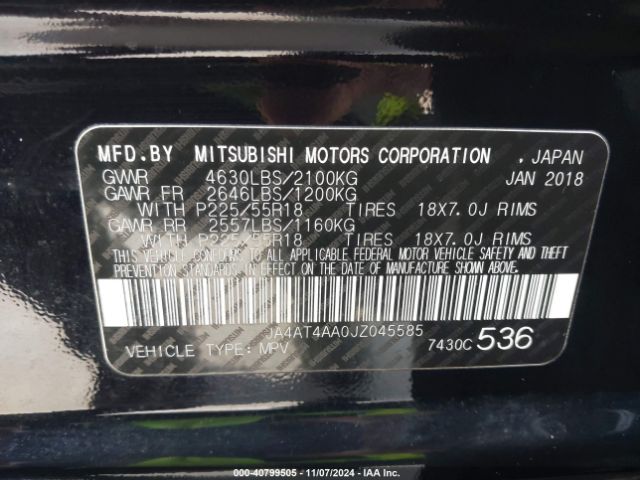 MFD.BY MITSUBISHI MOTORS CORPORATION . JAPAN
GVWR 4630LBS/2100KG JAN 2018
GAWR FR 2646LBS/1200KG
WITH P225/55R18 TIRES 18X7.0J RIMS
GAWR RR 2557LBS/1160KG
WITH P225/55R18 TIRES 18X7.0J RIMS
THIS VEHICLE CONFORMS TO ALL APPLICABLE FEDERAL MOTOR VEHICLE SAFETY AND THEFT
PREVENTION STANDARDS IN EFFECT ON THE DATE OF MANUFACTURE SHOWN ABOVE.
JA4AT4AA0JZ045585
VEHICLE TYPE: MPV 7430C 536
000-40799505 - 11/07/2024 - IAA Inc.